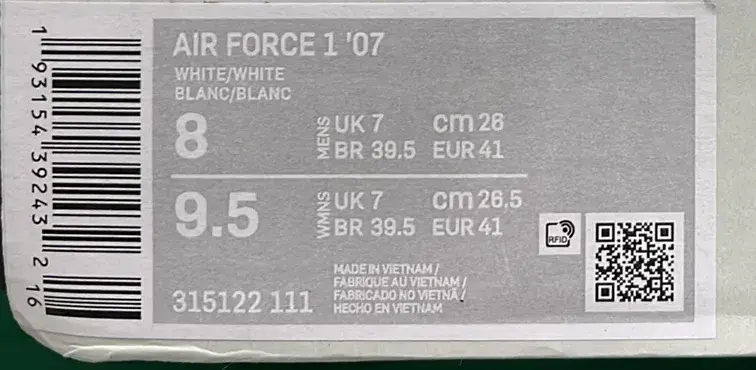 AIR FORCE 1 '07
WHITE/WHITE
BLANC/BLANC
8 MENS UK 7 cm 26
BR 39.5 EUR 41
9.5 WMNS UK 7 cm 26.5
BR 39.5 EUR 41
RFID
MADE IN VIETNAM /
FABRIQUE AU VIETNAM /
FABRICADO NO VIETNÃ /
HECHO EN VIETNAM
315122 111
1 93154 39243 2 16